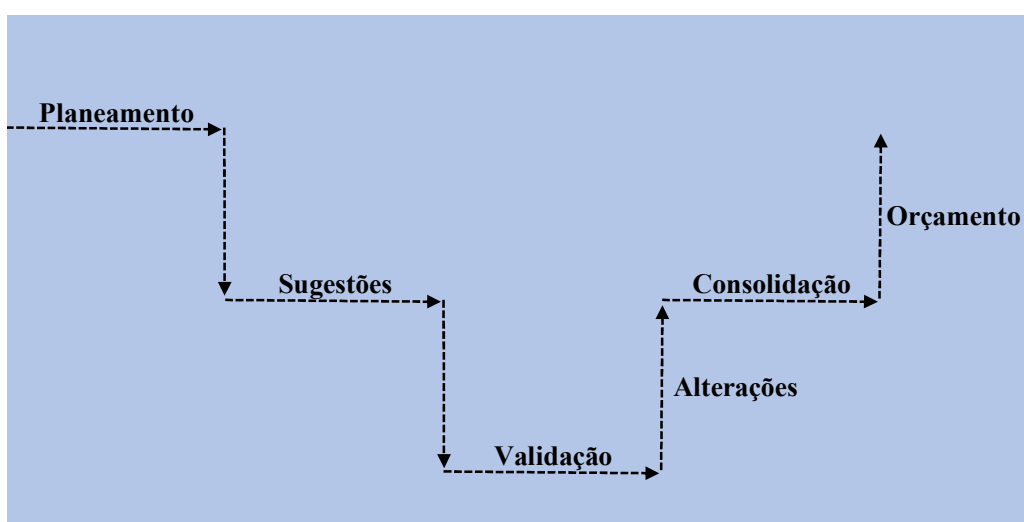 Planeamento
Orçamento
Sugestões
Consolidação
Alterações
Validação